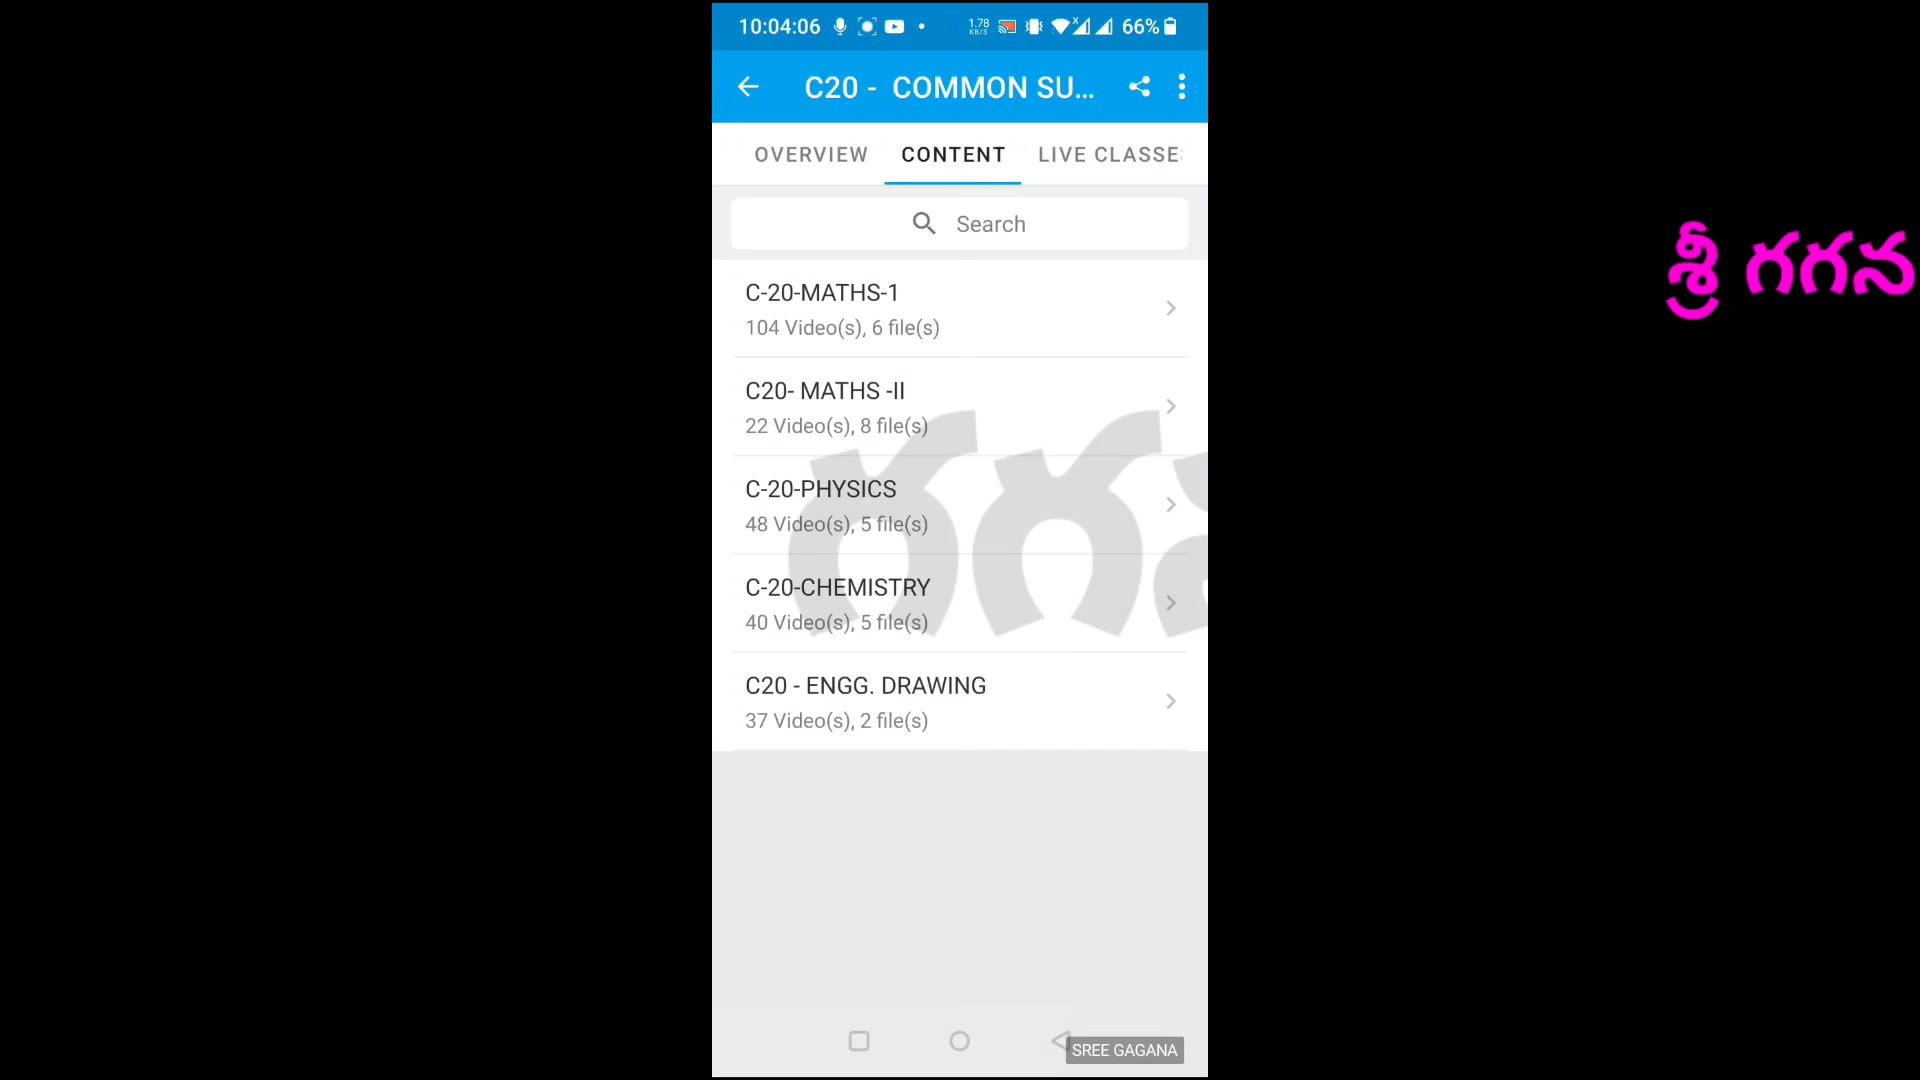 10:04:06 1.78 KB/S 66%
C20 - COMMON SU...
OVERVIEW CONTENT LIVE CLASSE
Search
శ్రీ గగన
C-20-MATHS-1
104 Video(s), 6 file(s)
C20- MATHS -II
22 Video(s), 8 file(s)
C-20-PHYSICS
48 Video(s), 5 file(s)
గగ
C-20-CHEMISTRY
40 Video(s), 5 file(s)
C20 - ENGG. DRAWING
37 Video(s), 2 file(s)
SREE GAGANA